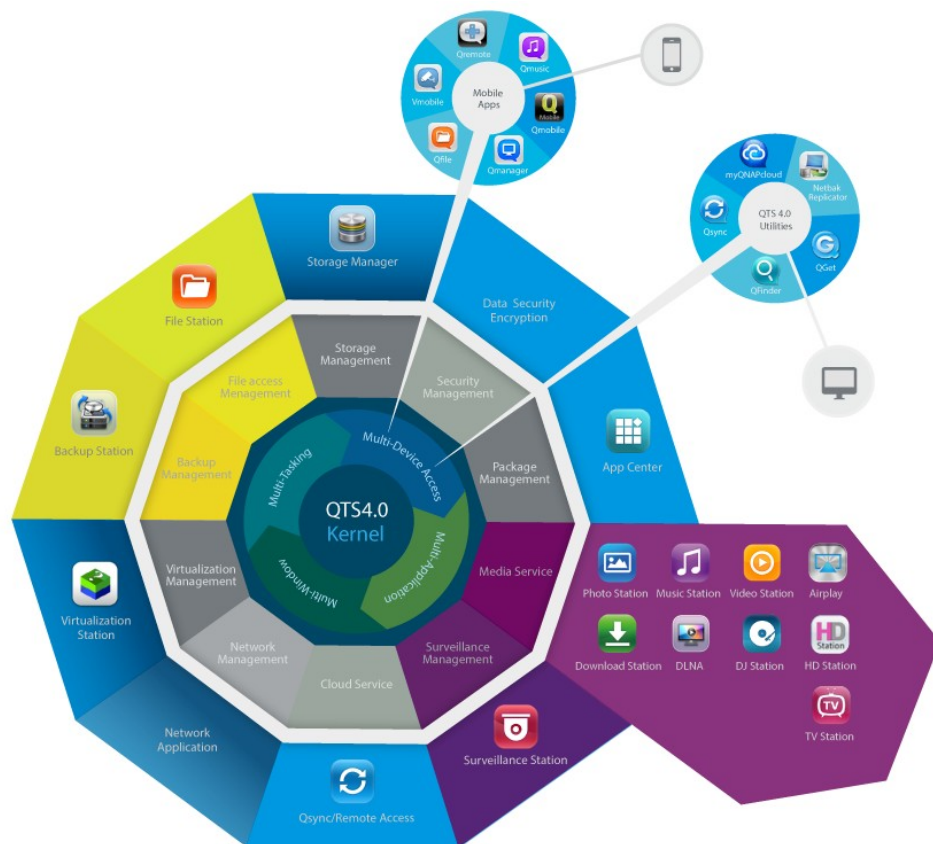 Qremote
Qmusic
Mobile
Apps
Vmobile
Q
Mobile
Qmobile
Qfile
Qmanager
myQNAPcloud
Netbak
Replicator
QTS 4.0
Utilities
Qsync
QGet
QFinder
Storage Manager
Data Security
Encryption
File Station
Storage
Management
Security
Management
File access
Menagement
Backup Station
App Center
Backup
Management
Package
Management
Multi-Device Access
Multi-Tasking
QTS4.0
Kernel
Multi-Application
Multi-Window
Virtualization
Management
Media Service
Virtualization
Station
Network
Management
Surveillance
Management
Cloud Service
Network
Application
Surveillance Station
Qsync/Remote Access
Photo Station
Music Station
Video Station
Airplay
HD
Station
Download Station
DLNA
DJ Station
HD Station
TV
TV Station